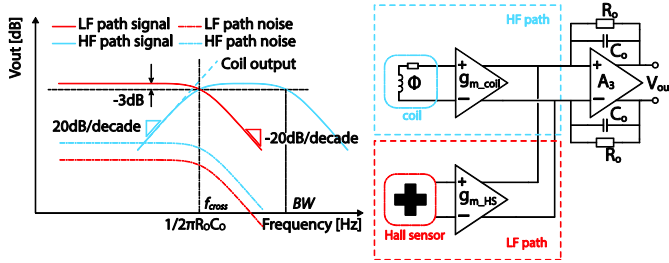 Vout [dB]
LF path signal
LF path noise
HF path signal
HF path noise
Coil output
-3dB
20dB/decade
-20dB/decade
fcross
BW
1/2πRoCo
Frequency [Hz]
HF path
Φ
coil
+
-
gm_coil
Ro
Co
+
-
A3
Vou
Co
Ro
+
-
gm_HS
Hall sensor
LF path